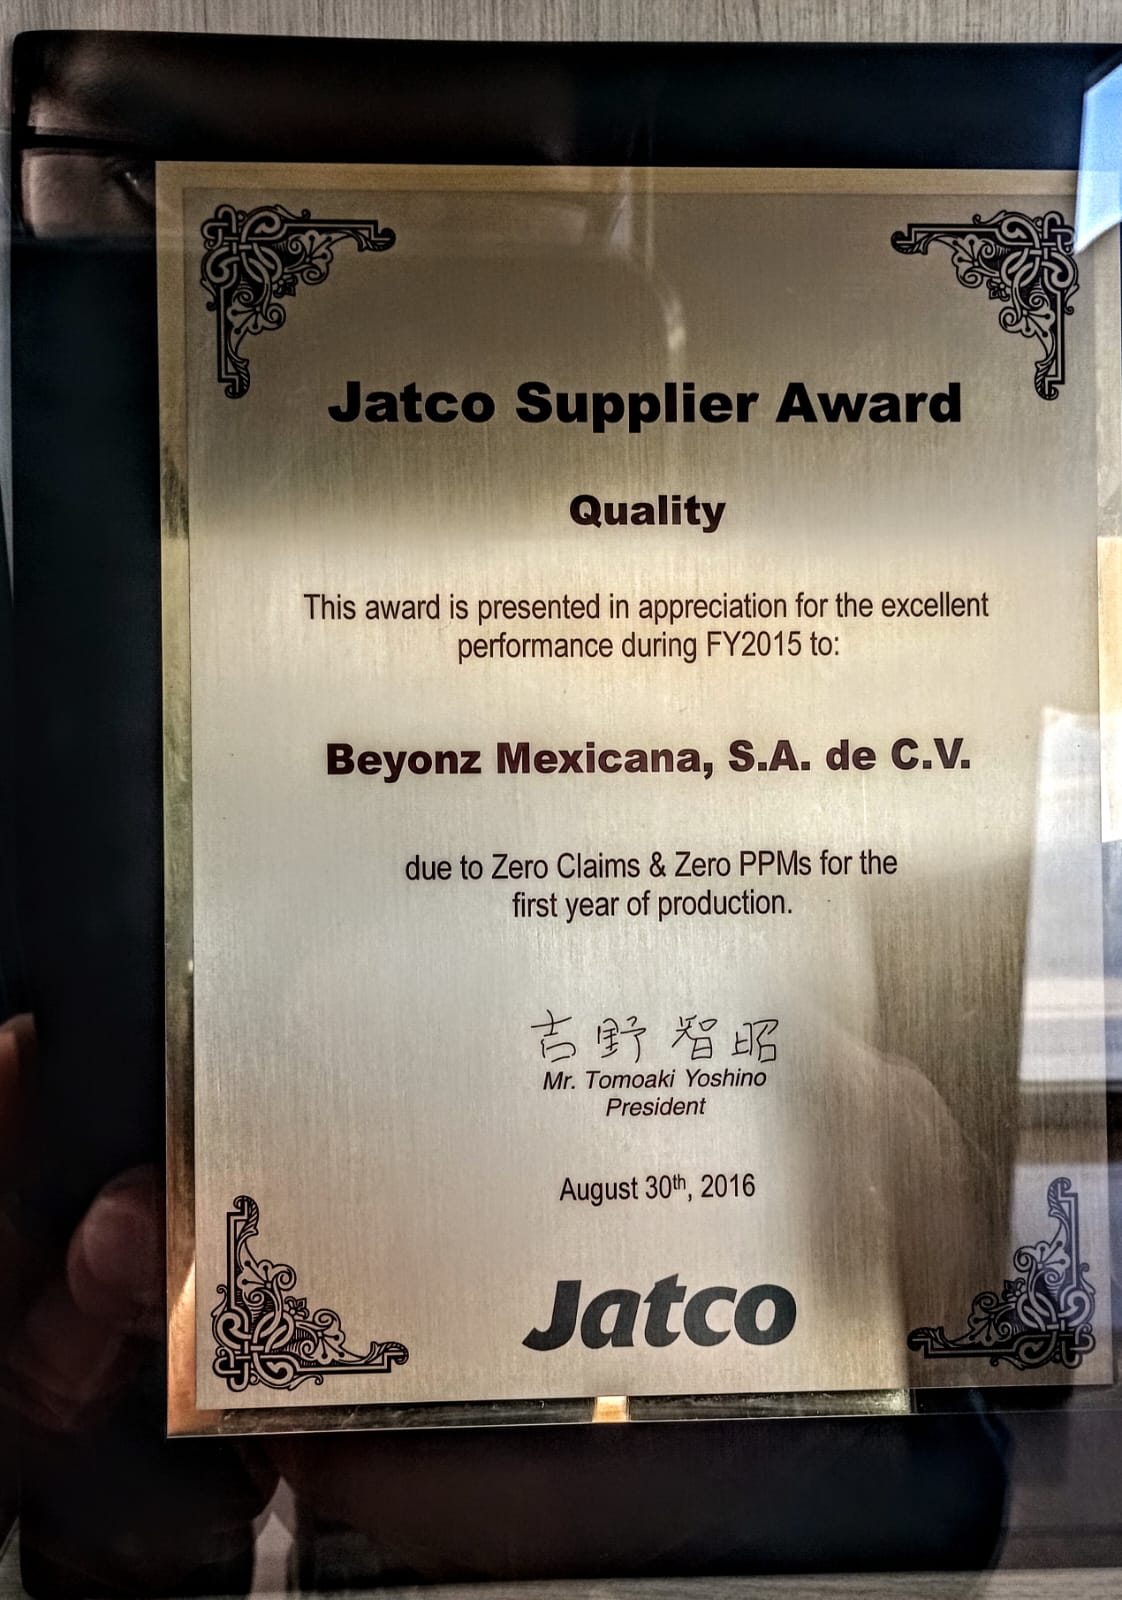 Jatco Supplier Award
Quality
This award is presented in appreciation for the excellent
performance during FY2015 to:
Beyonz Mexicana, S.A. de C.V.
due to Zero Claims & Zero PPMs for the
first year of production.
吉野 智昭
Mr. Tomoaki Yoshino
President
August 30th, 2016
Jatco